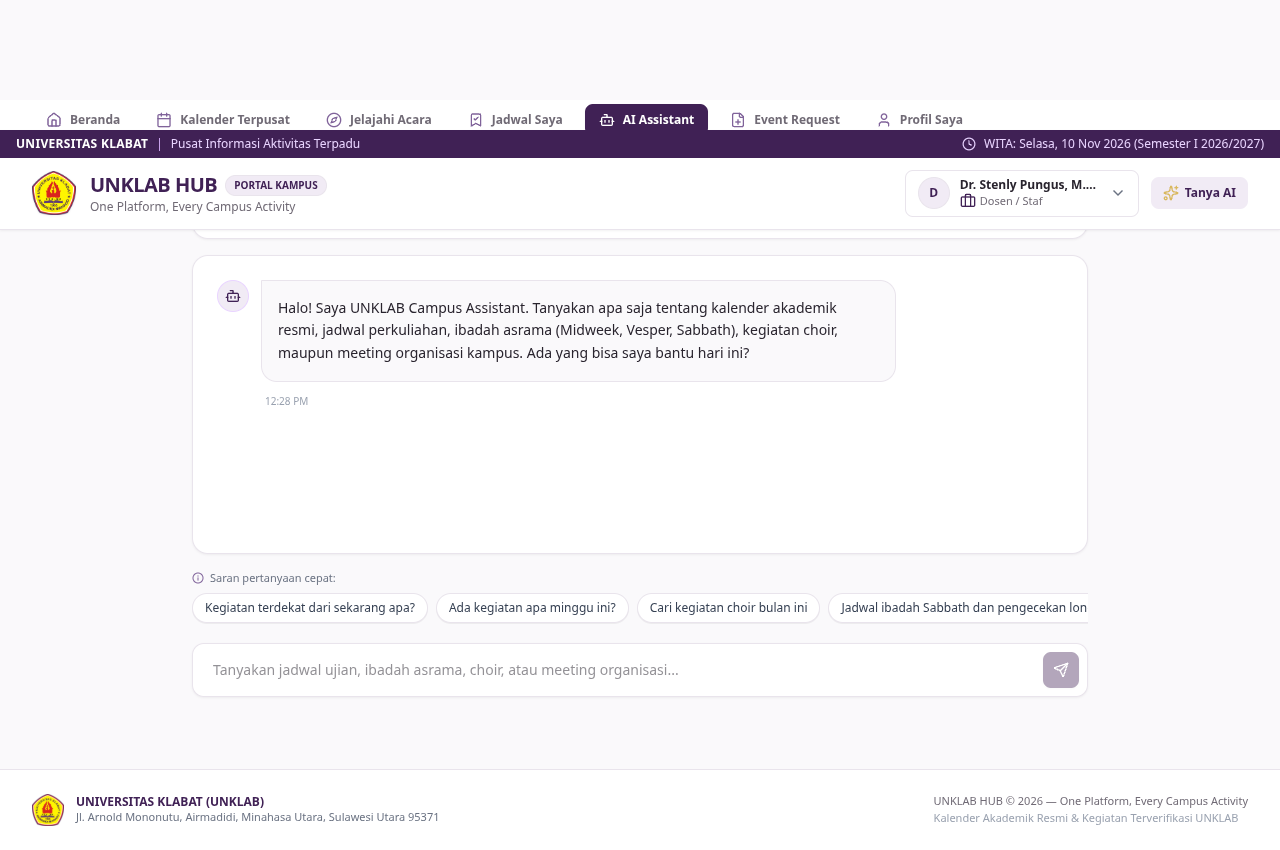 Beranda
Kalender Terpusat
Jelajahi Acara
Jadwal Saya
AI Assistant
Event Request
Profil Saya
UNIVERSITAS KLABAT | Pusat Informasi Aktivitas Terpadu
WITA: Selasa, 10 Nov 2026 (Semester I 2026/2027)
UNKLAB HUB
PORTAL KAMPUS
One Platform, Every Campus Activity
D
Dr. Stenly Pungus, M....
Dosen / Staf
Tanya AI
Halo! Saya UNKLAB Campus Assistant. Tanyakan apa saja tentang kalender akademik
resmi, jadwal perkuliahan, ibadah asrama (Midweek, Vesper, Sabbath), kegiatan choir,
maupun meeting organisasi kampus. Ada yang bisa saya bantu hari ini?
12:28 PM
Saran pertanyaan cepat:
Kegiatan terdekat dari sekarang apa?
Ada kegiatan apa minggu ini?
Cari kegiatan choir bulan ini
Jadwal ibadah Sabbath dan pengecekan lon
Tanyakan jadwal ujian, ibadah asrama, choir, atau meeting organisasi...
UNIVERSITAS KLABAT (UNKLAB)
Jl. Arnold Mononutu, Airmadidi, Minahasa Utara, Sulawesi Utara 95371
UNKLAB HUB © 2026 — One Platform, Every Campus Activity
Kalender Akademik Resmi & Kegiatan Terverifikasi UNKLAB